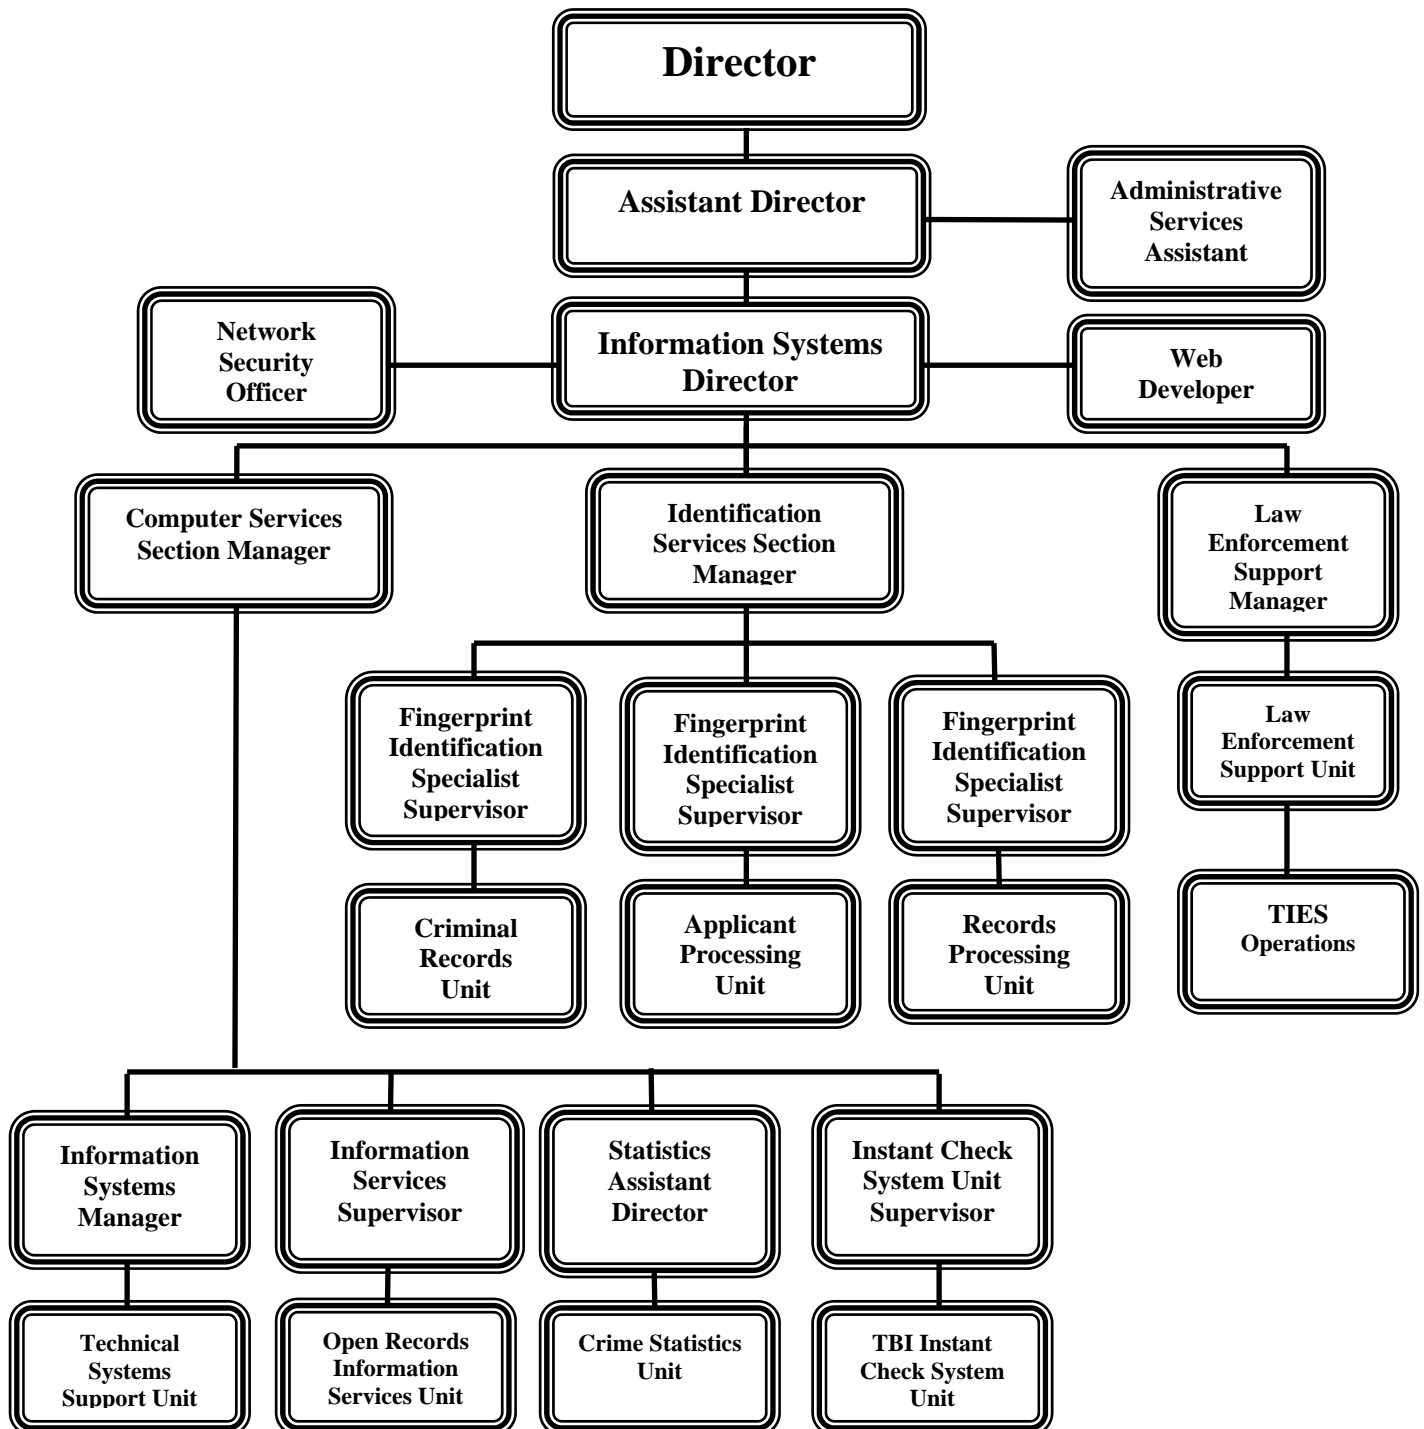 Director
Assistant Director
Administrative
Services
Assistant
Network
Security
Officer
Information Systems
Director
Web
Developer
Computer Services
Section Manager
Identification
Services Section
Manager
Law
Enforcement
Support
Manager
Fingerprint
Identification
Specialist
Supervisor
Fingerprint
Identification
Specialist
Supervisor
Fingerprint
Identification
Specialist
Supervisor
Law
Enforcement
Support Unit
Criminal
Records
Unit
Applicant
Processing
Unit
Records
Processing
Unit
TIES
Operations
Information
Systems
Manager
Information
Services
Supervisor
Statistics
Assistant
Director
Instant Check
System Unit
Supervisor
Technical
Systems
Support Unit
Open Records
Information
Services Unit
Crime Statistics
Unit
TBI Instant
Check System
Unit